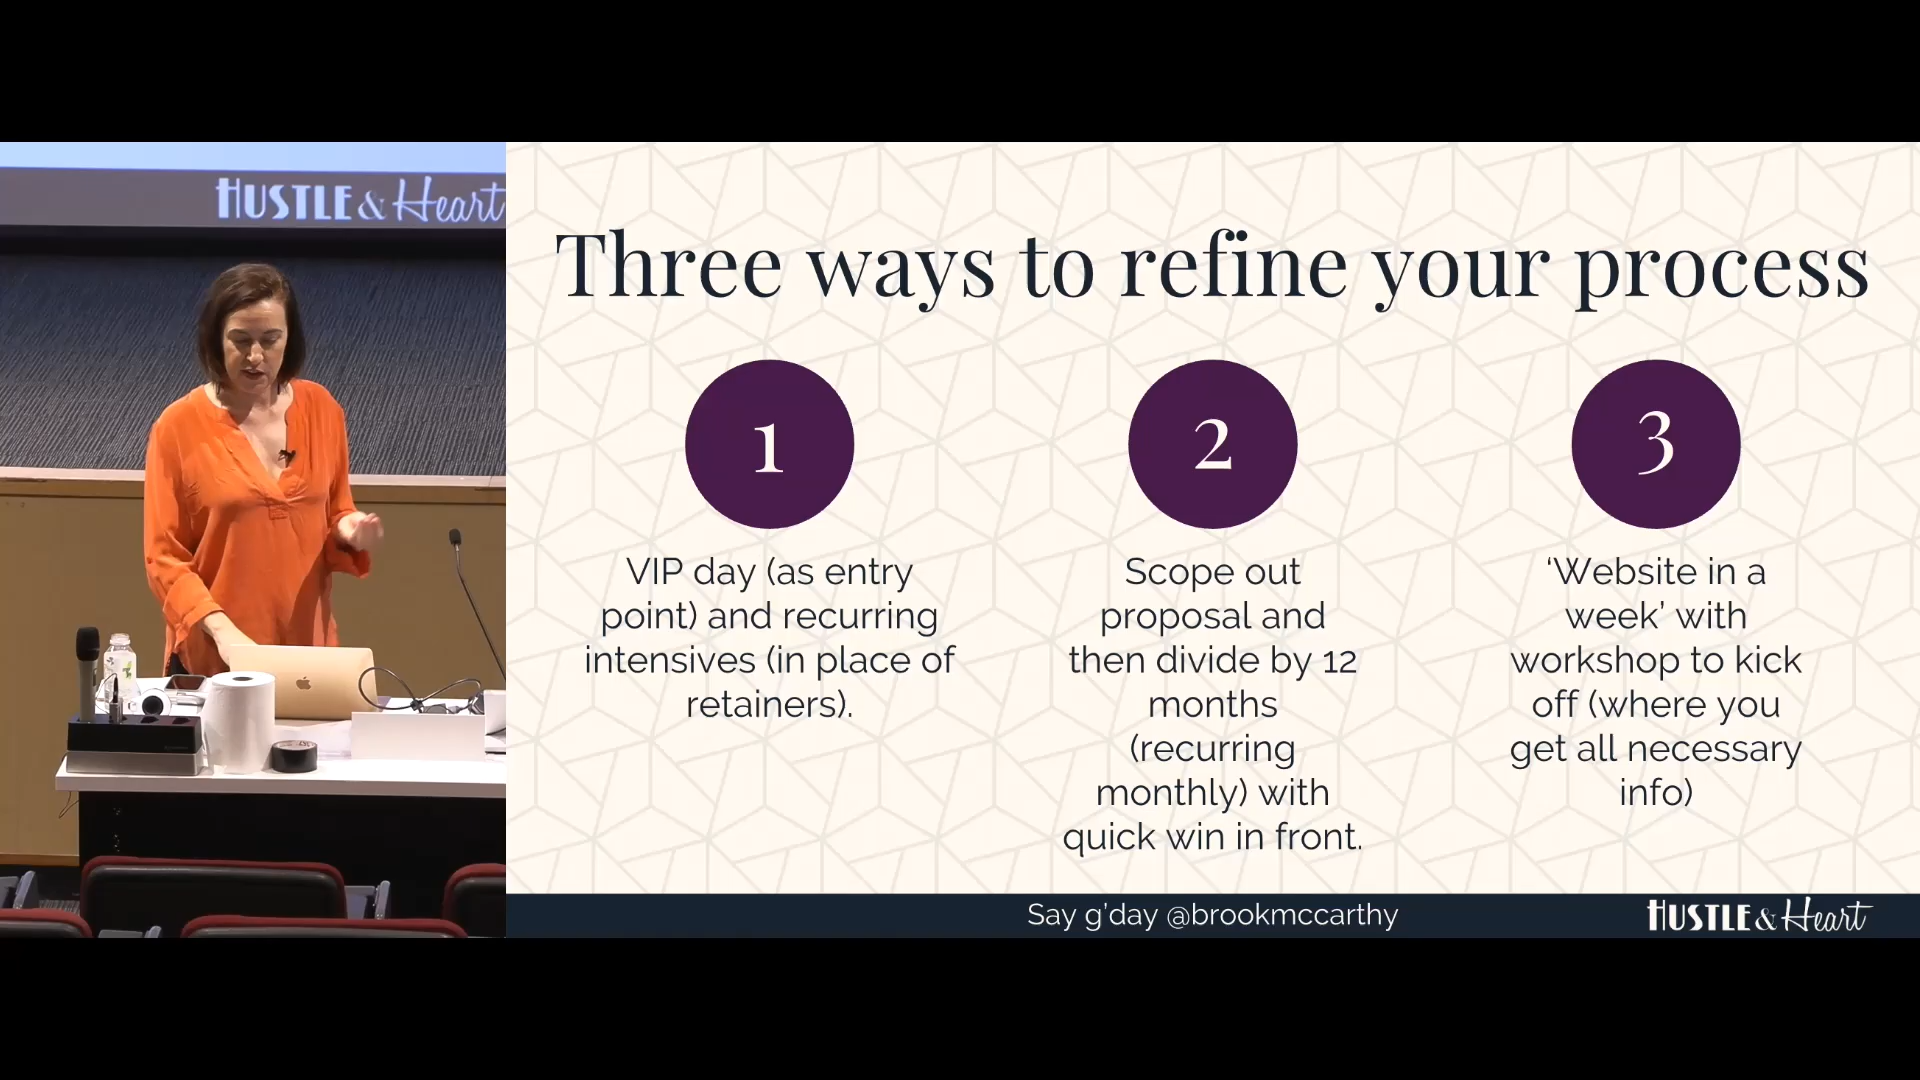 HUSTLE & Heart
Three ways to refine your process
1
VIP day (as entry
point) and recurring
intensives (in place of
retainers).
2
Scope out
proposal and
then divide by 12
months
(recurring
monthly) with
quick win in front.
3
‘Website in a
week’ with
workshop to kick
off (where you
get all necessary
info)
Say g’day @brookmccarthy
HUSTLE & Heart